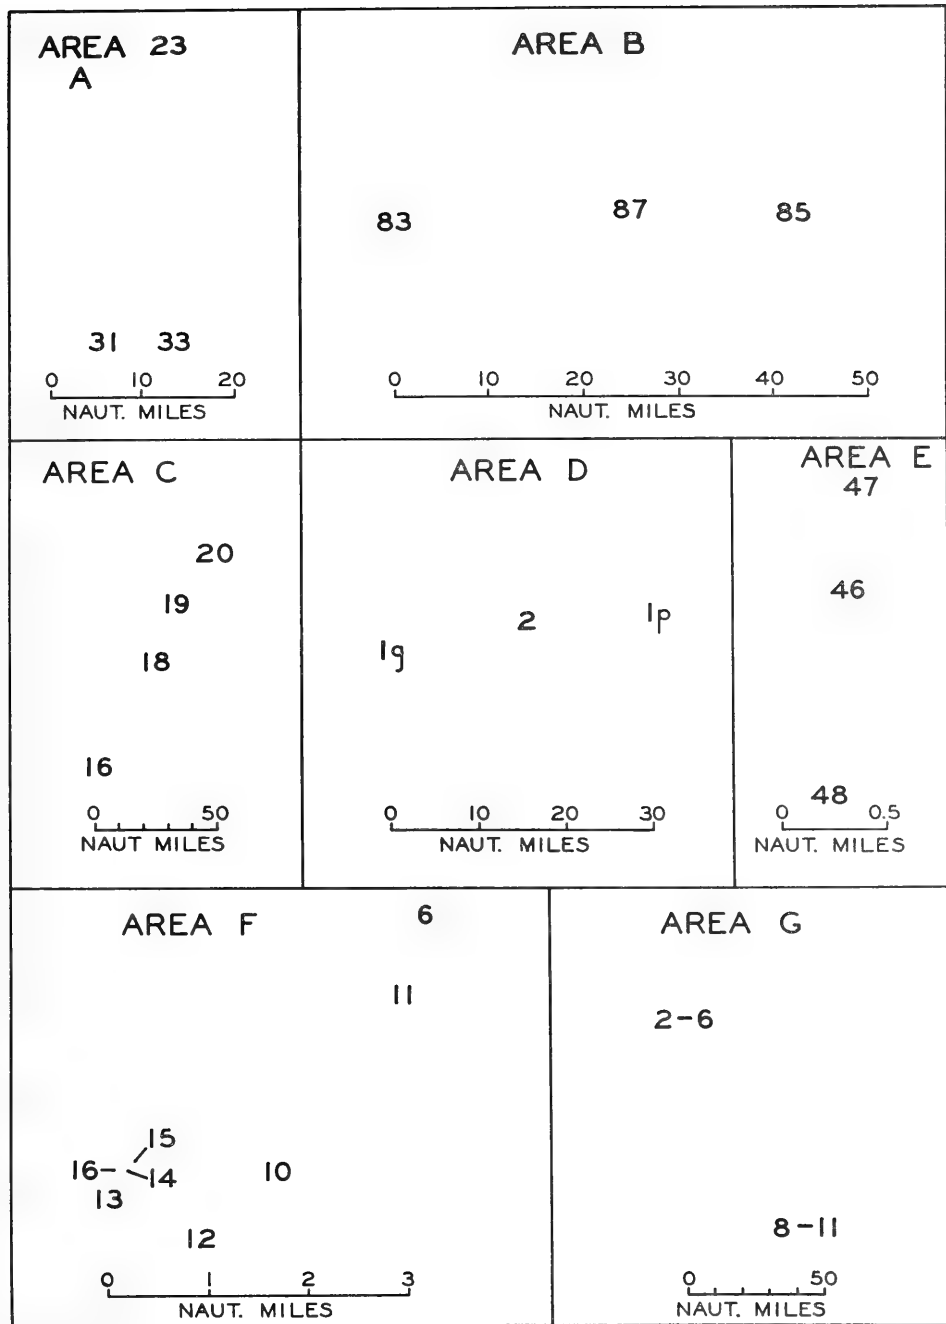 AREA 23
A
31 33
0 10 20
NAUT. MILES
AREA B
83 87 85
0 10 20 30 40 50
NAUT. MILES
AREA C
20
19
18
16
0 50
NAUT MILES
AREA D
1g 2 1p
0 10 20 30
NAUT. MILES
AREA E
47
46
48
0 0.5
NAUT. MILES
AREA F
6
11
15
16- 14 10
13
12
0 1 2 3
NAUT. MILES
AREA G
2-6
8-11
0 50
NAUT. MILES